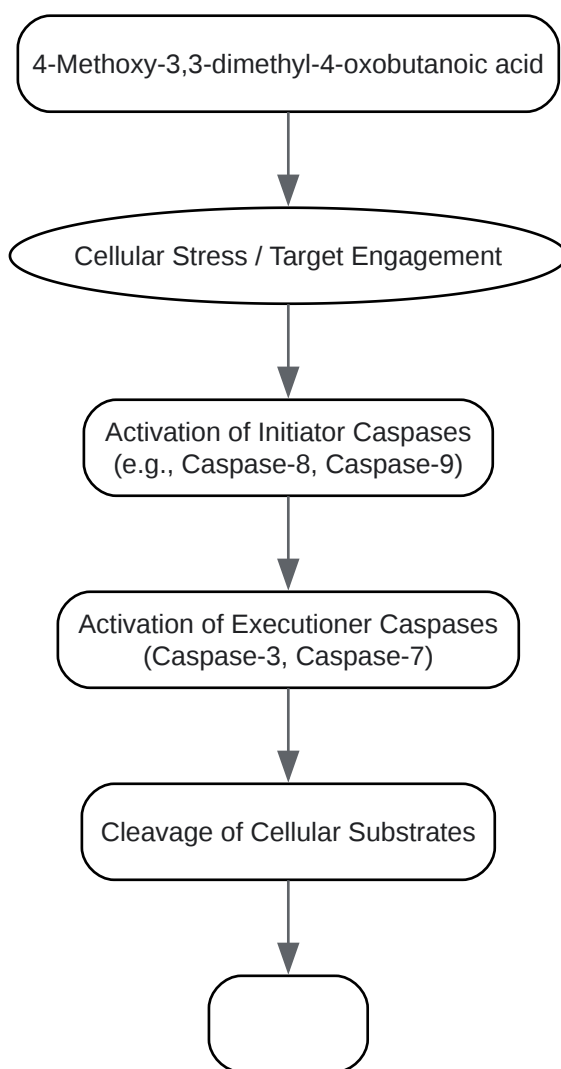 4-Methoxy-3,3-dimethyl-4-oxobutanoic acid
Cellular Stress / Target Engagement
Activation of Initiator Caspases
(e.g., Caspase-8, Caspase-9)
Activation of Executioner Caspases
(Caspase-3, Caspase-7)
Cleavage of Cellular Substrates